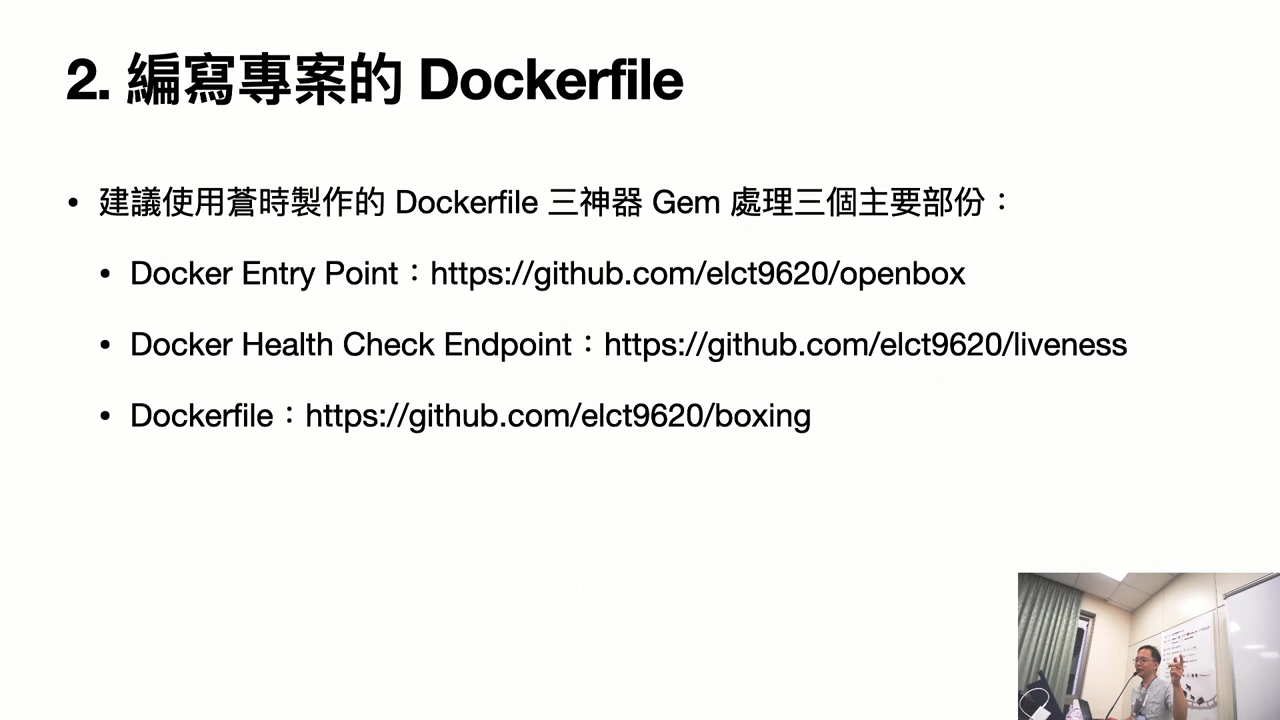 2. 編寫專案的 Dockerfile
• 建議使用蒼時製作的 Dockerfile 三神器 Gem 處理三個主要部份：
• Docker Entry Point：https://github.com/elct9620/openbox
• Docker Health Check Endpoint：https://github.com/elct9620/liveness
• Dockerfile：https://github.com/elct9620/boxing